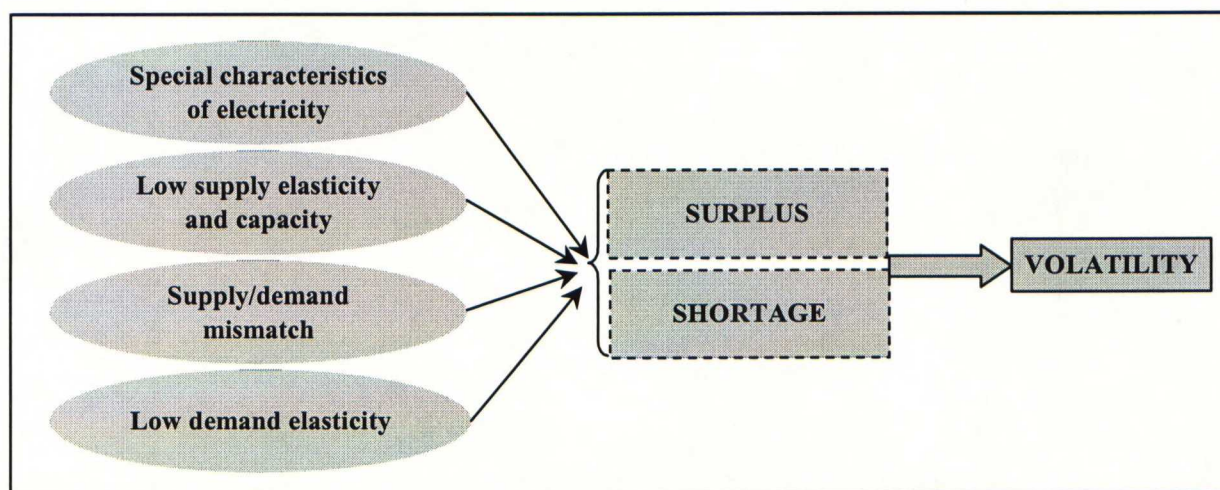 Special characteristics
of electricity
Low supply elasticity
and capacity
Supply/demand
mismatch
Low demand elasticity
SURPLUS
SHORTAGE
VOLATILITY